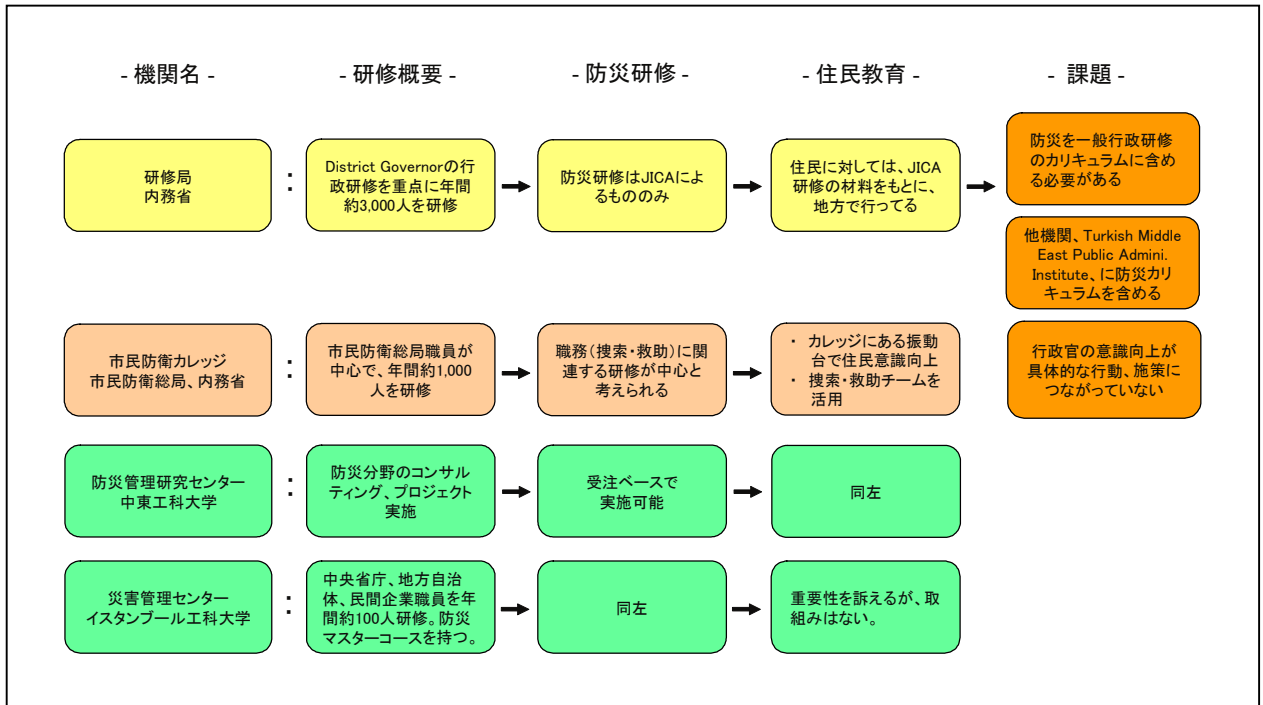 - 機関名 -
- 研修概要 -
- 防災研修 -
- 住民教育 -
- 課題 -
研修局
内務省
：
District Governorの行
政研修を重点に年間
約3,000人を研修
防災研修はJICAによ
るもののみ
住民に対しては、JICA
研修の材料をもとに、
地方で行ってる
防災を一般行政研修
のカリキュラムに含め
る必要がある
他機関、Turkish Middle
East Public Admini.
Institute、に防災カリ
キュラムを含める
市民防衛カレッジ
市民防衛総局、内務省
：
市民防衛総局職員が
中心で、年間約1,000
人を研修
職務（捜索・救助）に関
連する研修が中心と
考えられる
・ カレッジにある振動
台で住民意識向上
・ 捜索・救助チームを
活用
行政官の意識向上が
具体的な行動、施策に
つながっていない
防災管理研究センター
中東工科大学
：
防災分野のコンサル
ティング、プロジェクト
実施
受注ベースで
実施可能
同左
災害管理センター
イスタンブール工科大学
：
中央省庁、地方自治
体、民間企業職員を年
間約100人研修。防災
マスターコースを持つ。
同左
重要性を訴えるが、取
組みはない。